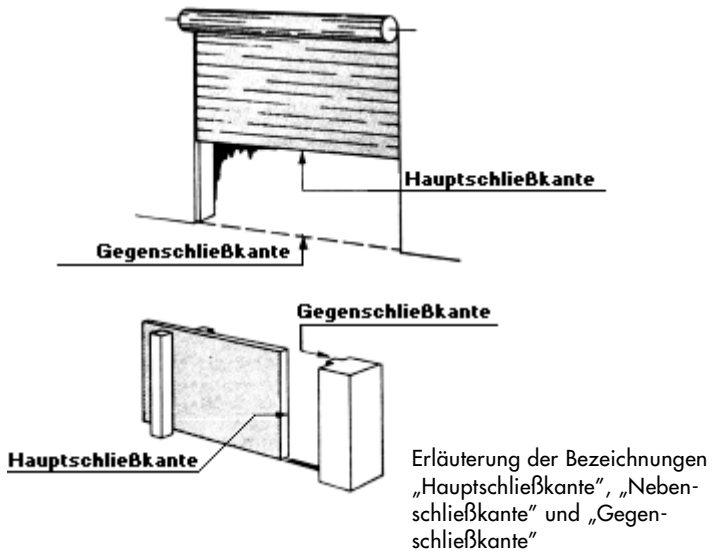 Hauptschließkante
Gegenschließkante
Gegenschließkante
Hauptschließkante
Erläuterung der Bezeichnungen
„Hauptschließkante”, „Neben-
schließkante” und „Gegen-
schließkante”